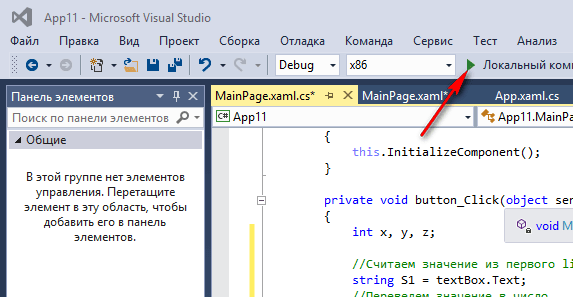 App11 - Microsoft Visual Studio
Файл Правка Вид Проект Сборка Отладка Команда Сервис Тест Анализ
Debug x86 Локальный ком
Панель элементов MainPage.xaml.cs* MainPage.xaml* App.xaml.cs
Поиск по панели элементов App11 App11.MainPa
Общие
В этой группе нет элементов
управления. Перетащите
элемент в эту область, чтобы
добавить его в панель
элементов.
{
this.InitializeComponent();
}
private void button_Click(object sen
{
void M
int x, y, z;
//Считаем значение из первого li
string S1 = textBox.Text;
//Переведем значение в число